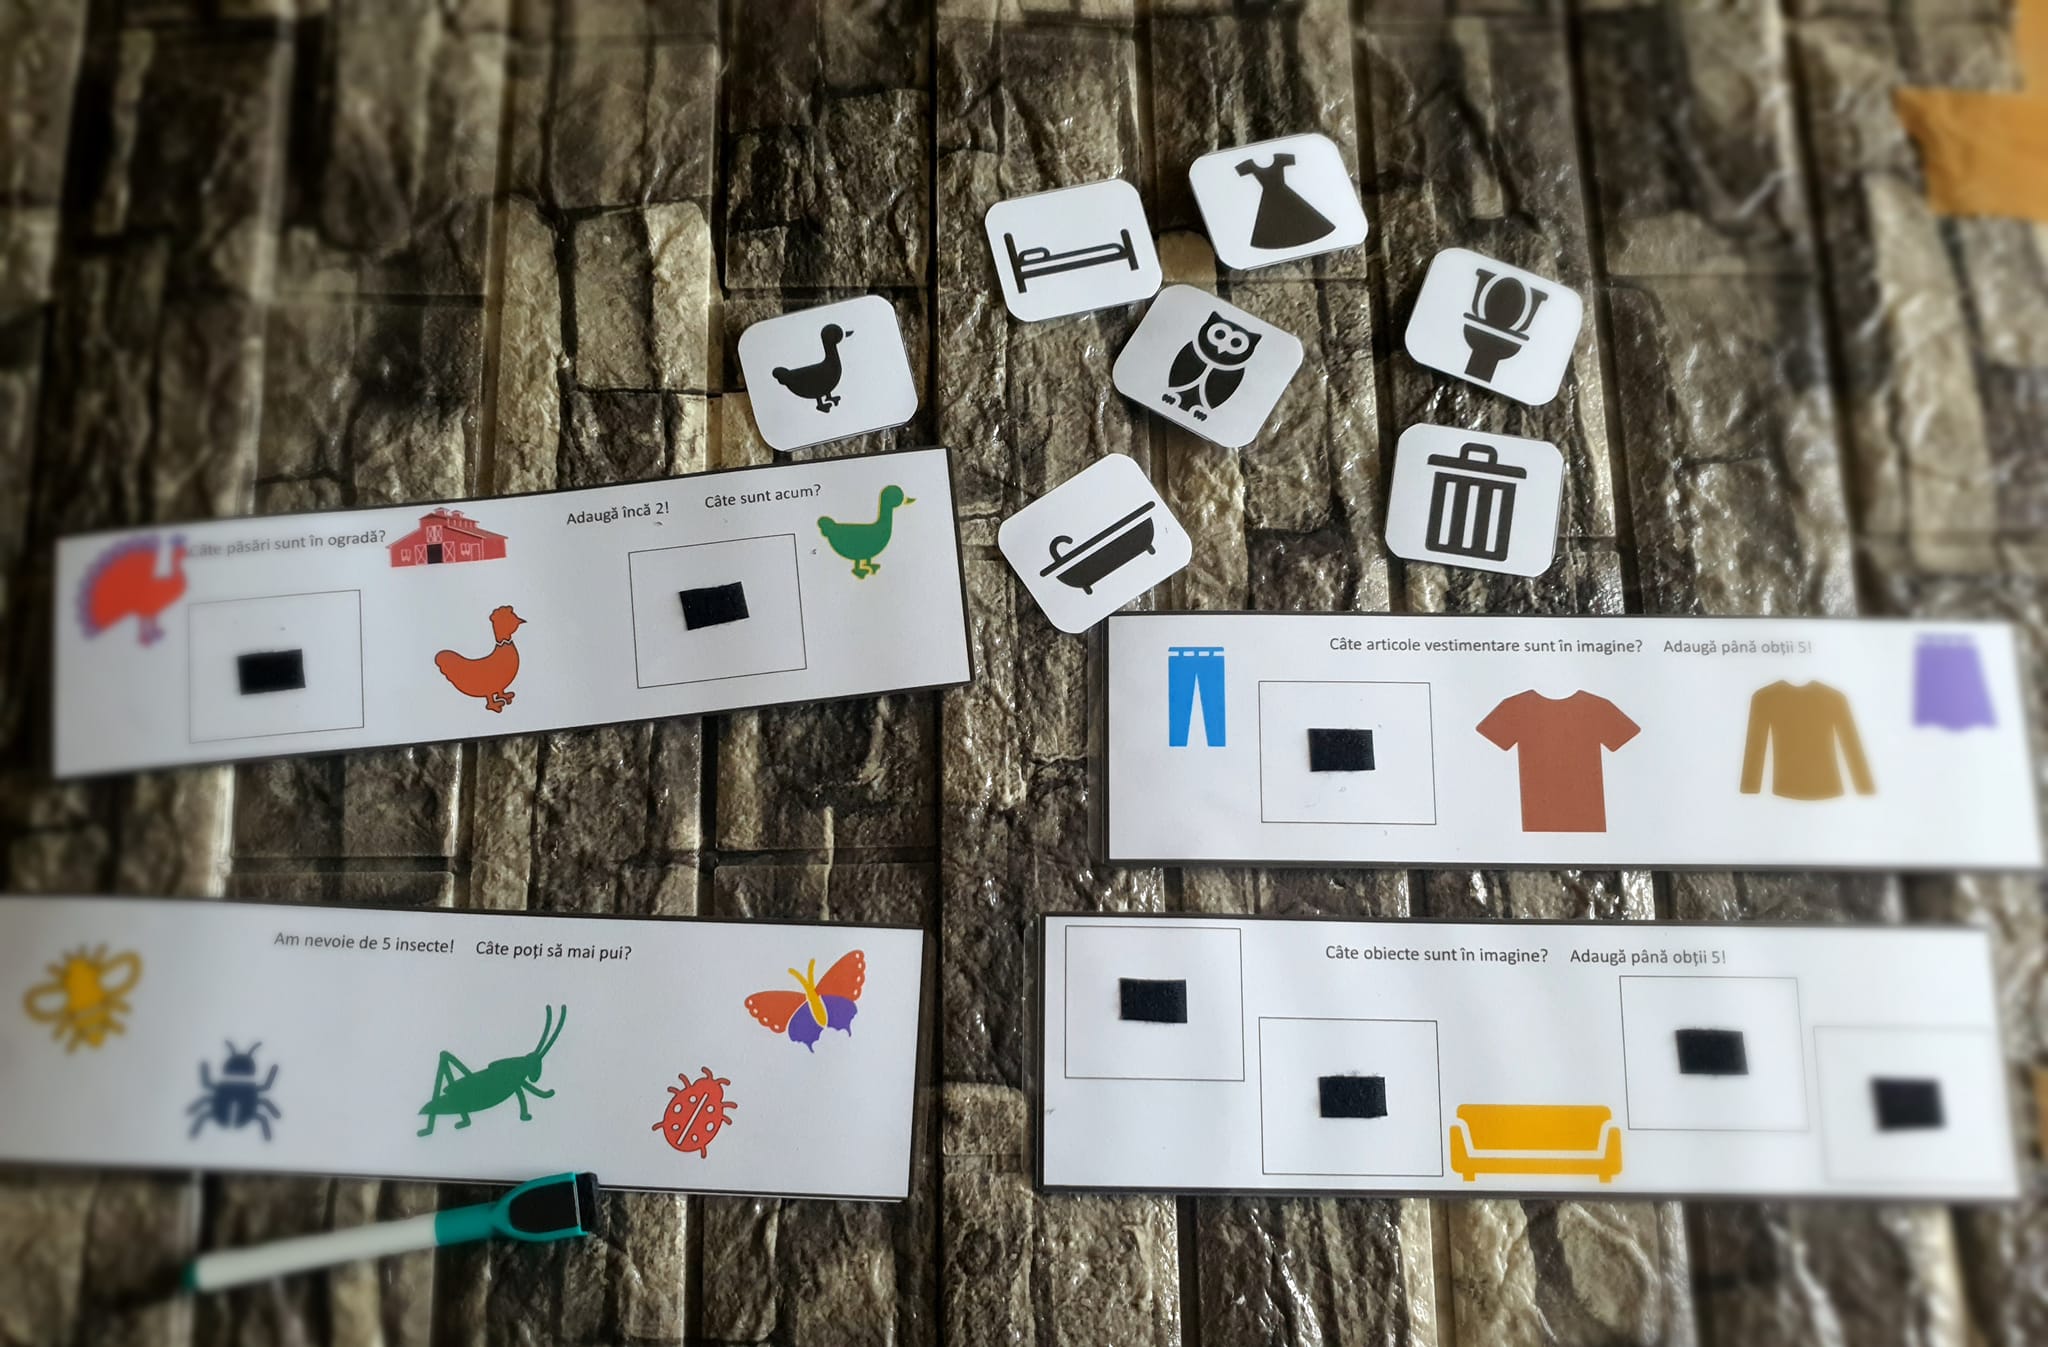 Câte păsări sunt în ogradă? Adaugă încă 2! Câte sunt acum?
Câte articole vestimentare sunt în imagine? Adaugă până obții 5!
Am nevoie de 5 insecte! Câte poți să mai pui?
Câte obiecte sunt în imagine? Adaugă până obții 5!